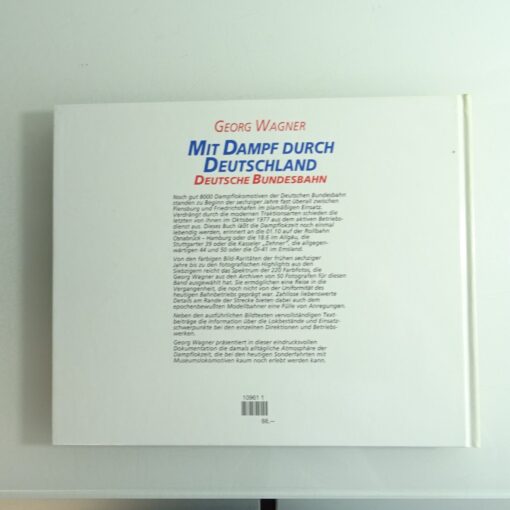 GEORG WAGNER
MIT DAMPF DURCH
DEUTSCHLAND
DEUTSCHE BUNDESBAHN
Noch gut 8000 Dampflokomotiven der Deutschen Bundesbahn
standen zu Beginn der sechziger Jahre fast überall zwischen
Flensburg und Friedrichshafen im planmäßigen Einsatz.
Verdrängt durch die modernen Traktionsarten schieden die
letzten von ihnen im Oktober 1977 aus dem aktiven Betriebs-
dienst aus. Dieses Buch läßt die Dampflokzeit noch einmal
lebendig werden, erinnert an die 01.10 auf der Rollbahn
Osnabrück - Hamburg oder die 18.6 im Allgäu, die
Stuttgarter 39 oder die Kasseler „Zehner“, die allgegen-
wärtigen 44 und 50 oder die Öl-41 im Emsland.
Von den farbigen Bild-Raritäten der frühen sechziger
Jahre bis zu den fotografischen Highlights aus den
Siebzigern reicht das Spektrum der 220 Farbfotos, die
Georg Wagner aus den Archiven von 50 Fotografen für diesen
Band ausgewählt hat. Sie ermöglichen eine Reise in die
Vergangenheit, die noch nicht von der Uniformität des
heutigen Bahnbetriebs geprägt war. Zahllose liebenswerte
Details am Rande der Strecke bieten dabei auch dem
epochenbewußten Modellbahner eine Fülle von Anregungen.
Neben den ausführlichen Bildtexten vervollständigen Text-
beiträge die Information über die Lokbestände und Einsatz-
schwerpunkte bei den einzelnen Direktionen und Betriebs-
werken.
Georg Wagner präsentiert in dieser eindrucksvollen
Dokumentation die damals alltägliche Atmosphäre der
Dampflokzeit, die bei den heutigen Sonderfahrten mit
Museumslokomotiven kaum noch erlebt werden kann.
10961 1
98,—